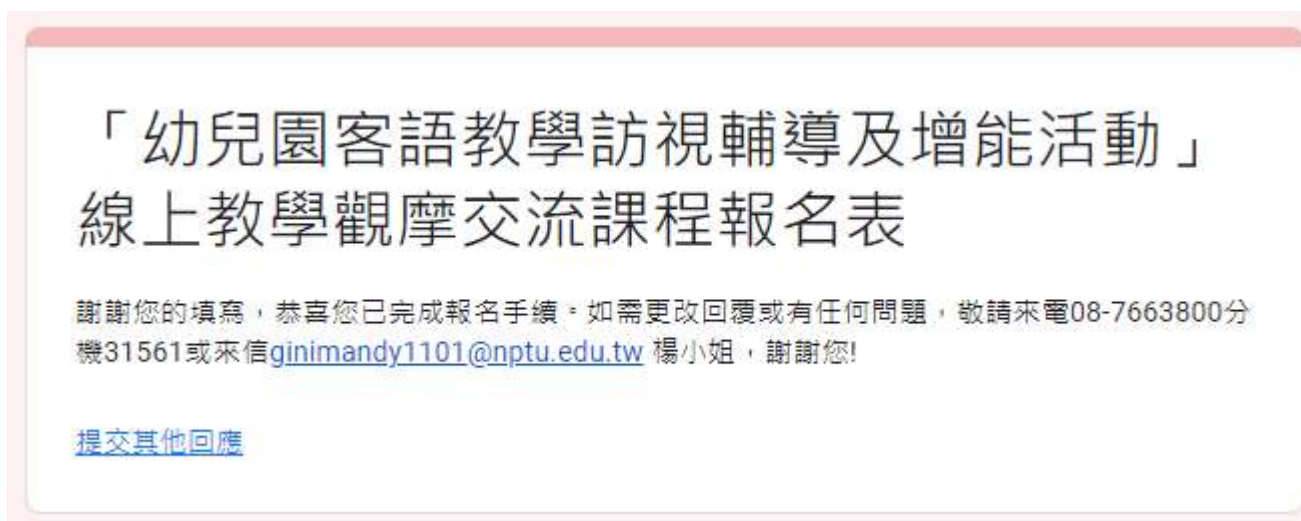 「幼兒園客語教學訪視輔導及增能活動」
線上教學觀摩交流課程報名表
謝謝您的填寫，恭喜您已完成報名手續。如需更改回覆或有任何問題，敬請來電08-7663800分
機31561或來信ginimandy1101@nptu.edu.tw 楊小姐，謝謝您!
提交其他回應